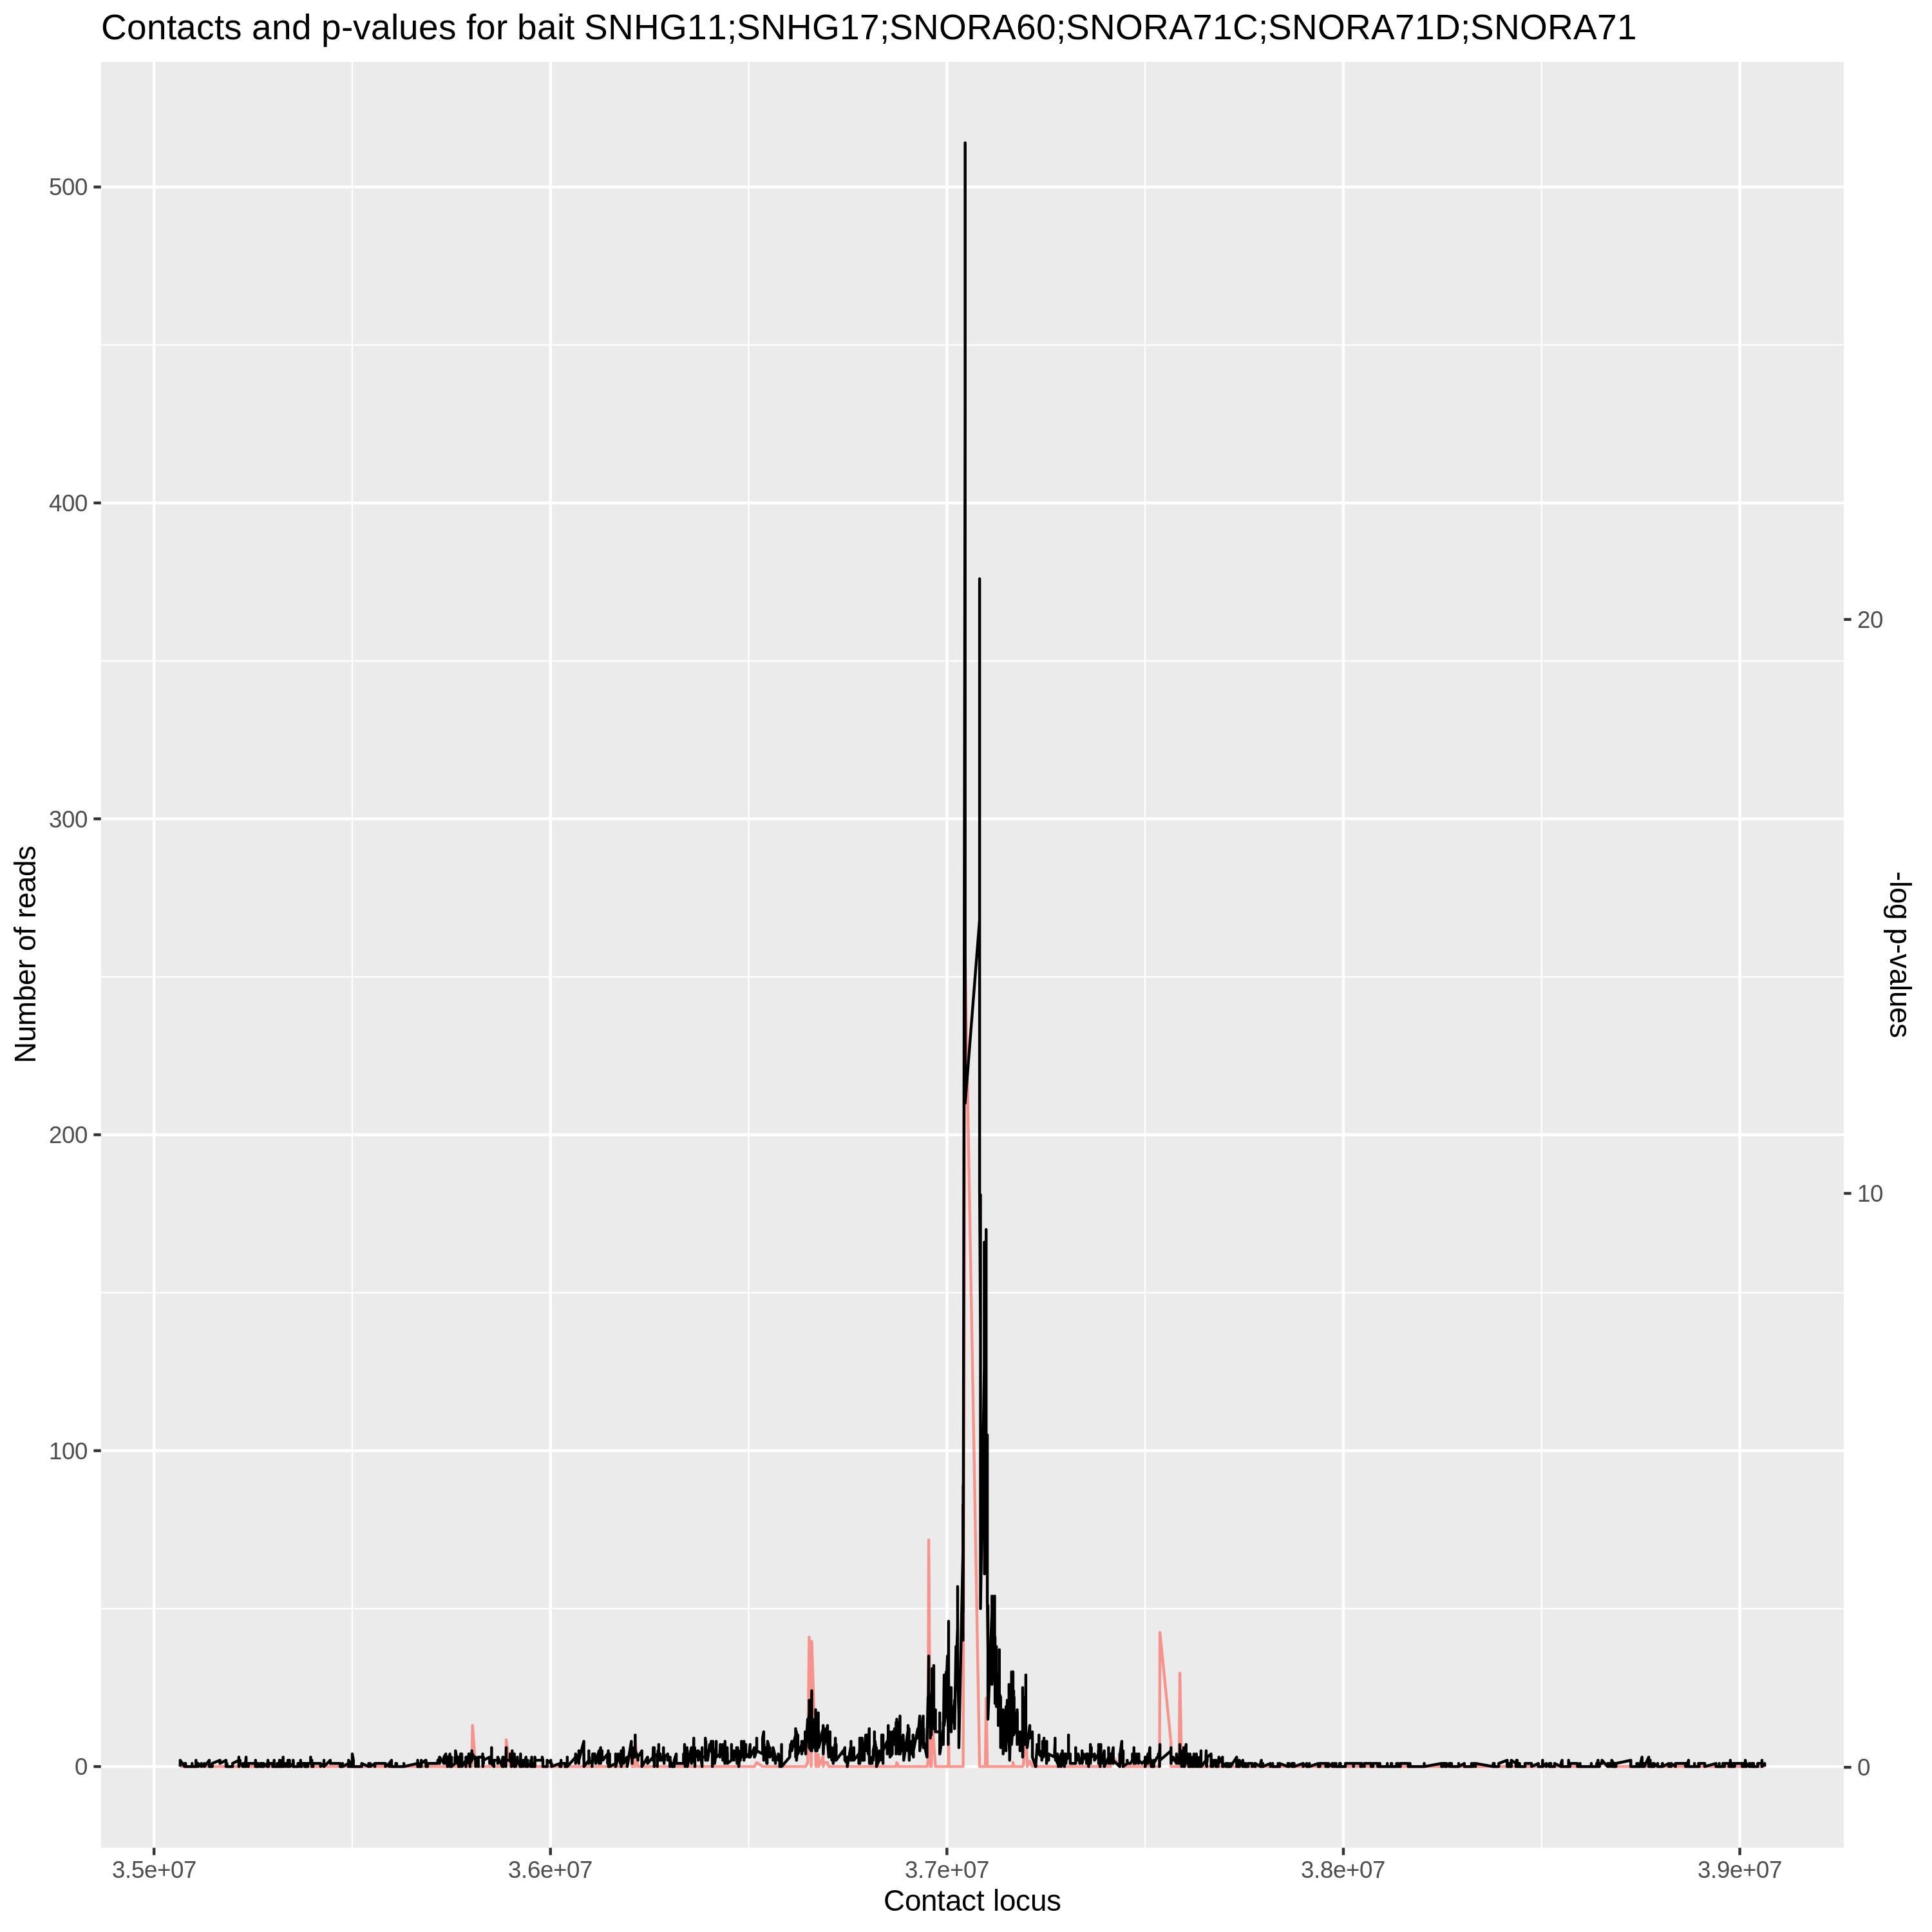 Contacts and p-values for bait SNHG11;SNHG17;SNORA60;SNORA71C;SNORA71D;SNORA71
500
400
300
200
100
0
Number of reads
20
10
0
-log p-values
3.5e+07 3.6e+07 3.7e+07 3.8e+07 3.9e+07
Contact locus